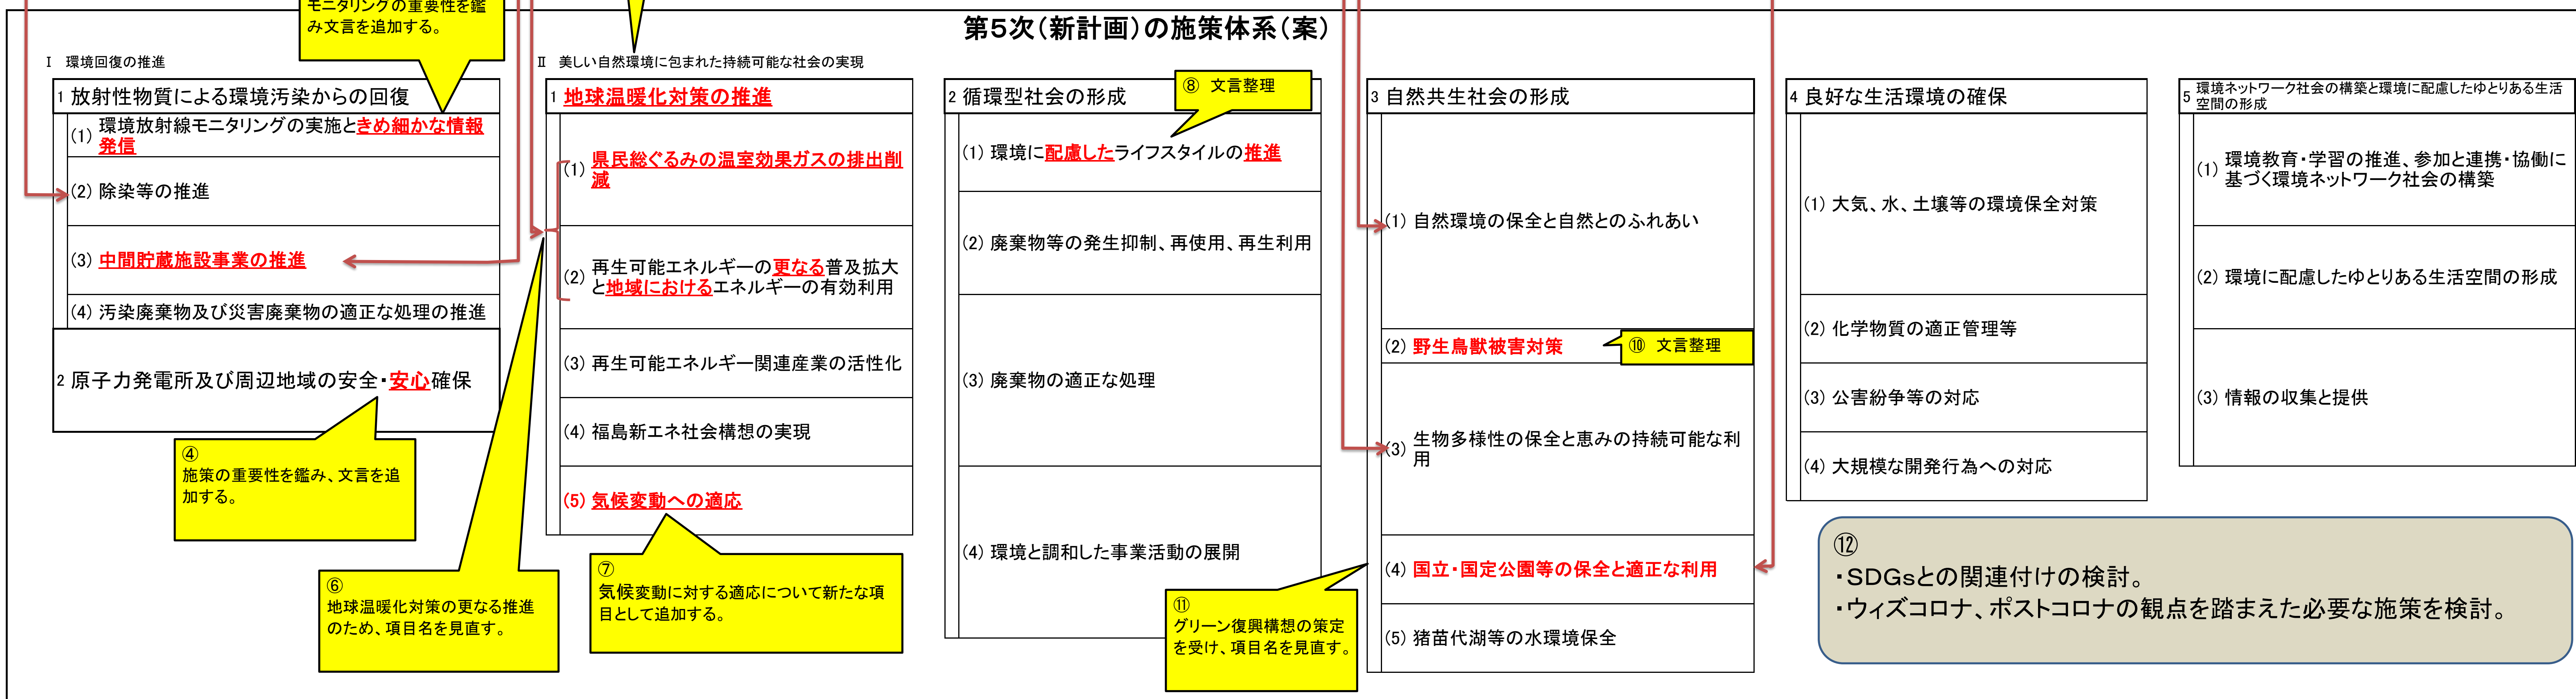 モニタリングの重要性を鑑
み文言を追加する。
第5次(新計画)の施策体系(案)
Ⅰ 環境回復の推進
1 放射性物質による環境汚染からの回復
(1) 環境放射線モニタリングの実施ときめ細かな情報
発信
(2) 除染等の推進
(3) 中間貯蔵施設事業の推進
(4) 汚染廃棄物及び災害廃棄物の適正な処理の推進
2 原子力発電所及び周辺地域の安全・安心確保
④
施策の重要性を鑑み、文言を追
加する。
Ⅱ 美しい自然環境に包まれた持続可能な社会の実現
1 地球温暖化対策の推進
(1) 県民総ぐるみの温室効果ガスの排出削
減
(2) 再生可能エネルギーの更なる普及拡大
と地域におけるエネルギーの有効利用
(3) 再生可能エネルギー関連産業の活性化
(4) 福島新エネ社会構想の実現
(5) 気候変動への適応
⑥
地球温暖化対策の更なる推進
のため、項目名を見直す。
⑦
気候変動に対する適応について新たな項
目として追加する。
2 循環型社会の形成
⑧ 文言整理
(1) 環境に配慮したライフスタイルの推進
(2) 廃棄物等の発生抑制、再使用、再生利用
(3) 廃棄物の適正な処理
(4) 環境と調和した事業活動の展開
3 自然共生社会の形成
(1) 自然環境の保全と自然とのふれあい
(2) 野生鳥獣被害対策
⑩ 文言整理
(3) 生物多様性の保全と恵みの持続可能な利
用
(4) 国立・国定公園等の保全と適正な利用
(5) 猪苗代湖等の水環境保全
⑪
グリーン復興構想の策定
を受け、項目名を見直す。
4 良好な生活環境の確保
(1) 大気、水、土壌等の環境保全対策
(2) 化学物質の適正管理等
(3) 公害紛争等の対応
(4) 大規模な開発行為への対応
5 環境ネットワーク社会の構築と環境に配慮したゆとりある生活
空間の形成
(1) 環境教育・学習の推進、参加と連携・協働に
基づく環境ネットワーク社会の構築
(2) 環境に配慮したゆとりある生活空間の形成
(3) 情報の収集と提供
⑫
・SDGsとの関連付けの検討。
・ウィズコロナ、ポストコロナの観点を踏まえた必要な施策を検討。